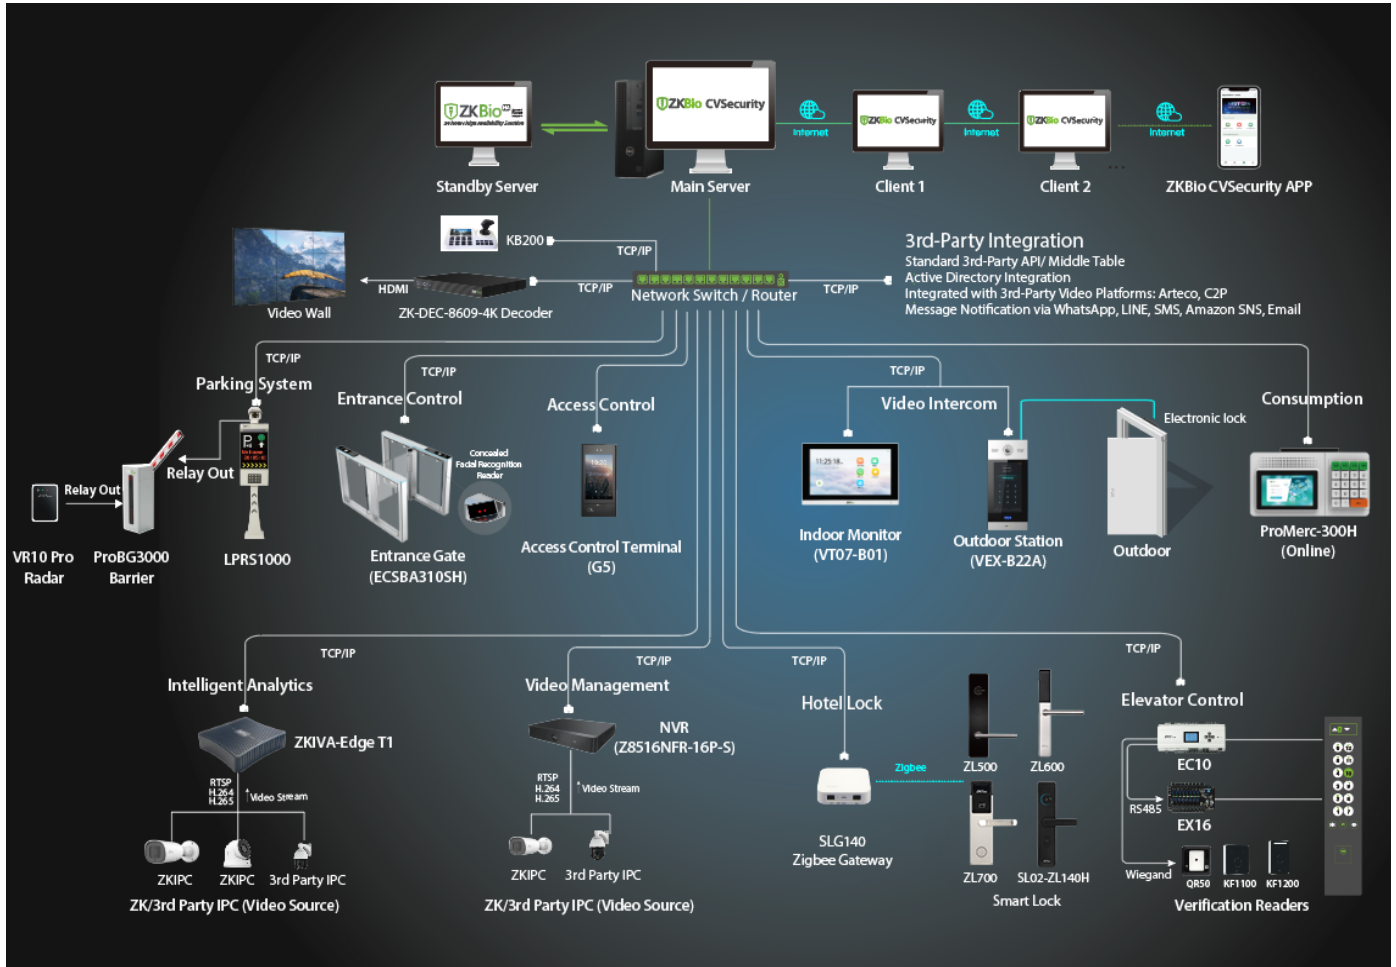 ZKBio
ZKBio CVSecurity
ZKBio CVSecurity
ZKBio CVSecurity
Internet
Internet
Internet
Standby Server
Main Server
Client 1
Client 2
...
ZKBio CVSecurity APP
KB200
TCP/IP
HDMI
TCP/IP
TCP/IP
Video Wall
ZK-DEC-8609-4K Decoder
Network Switch / Router
3rd-Party Integration
Standard 3rd-Party API/ Middle Table
Active Directory Integration
Integrated with 3rd-Party Video Platforms: Arteco, C2P
Message Notification via WhatsApp, LINE, SMS, Amazon SNS, Email
TCP/IP
Parking System
Relay Out
Relay Out
VR10 Pro
Radar
ProBG3000
Barrier
LPRS1000
TCP/IP
Entrance Control
Concealed
Facial Recognition
Reader
Entrance Gate
(ECSBA310SH)
TCP/IP
Access Control
Access Control Terminal
(G5)
TCP/IP
Video Intercom
11:25:18
Indoor Monitor
(VT07-B01)
Outdoor Station
(VEX-B22A)
Electronic lock
Outdoor
Consumption
ProMerc-300H
(Online)
TCP/IP
Intelligent Analytics
ZKIVA-Edge T1
RTSP
H.264
H.265
Video Stream
ZKIPC
ZKIPC
3rd Party IPC
ZK/3rd Party IPC (Video Source)
TCP/IP
Video Management
NVR
(Z8516NFR-16P-S)
RTSP
H.264
H.265
Video Stream
ZKIPC
3rd Party IPC
ZK/3rd Party IPC (Video Source)
TCP/IP
Hotel Lock
Zigbee
SLG140
Zigbee Gateway
ZL500
ZL600
ZL700
SL02-ZL140H
Smart Lock
TCP/IP
Elevator Control
EC10
RS485
EX16
Wiegand
QR50
KF1100
KF1200
Verification Readers